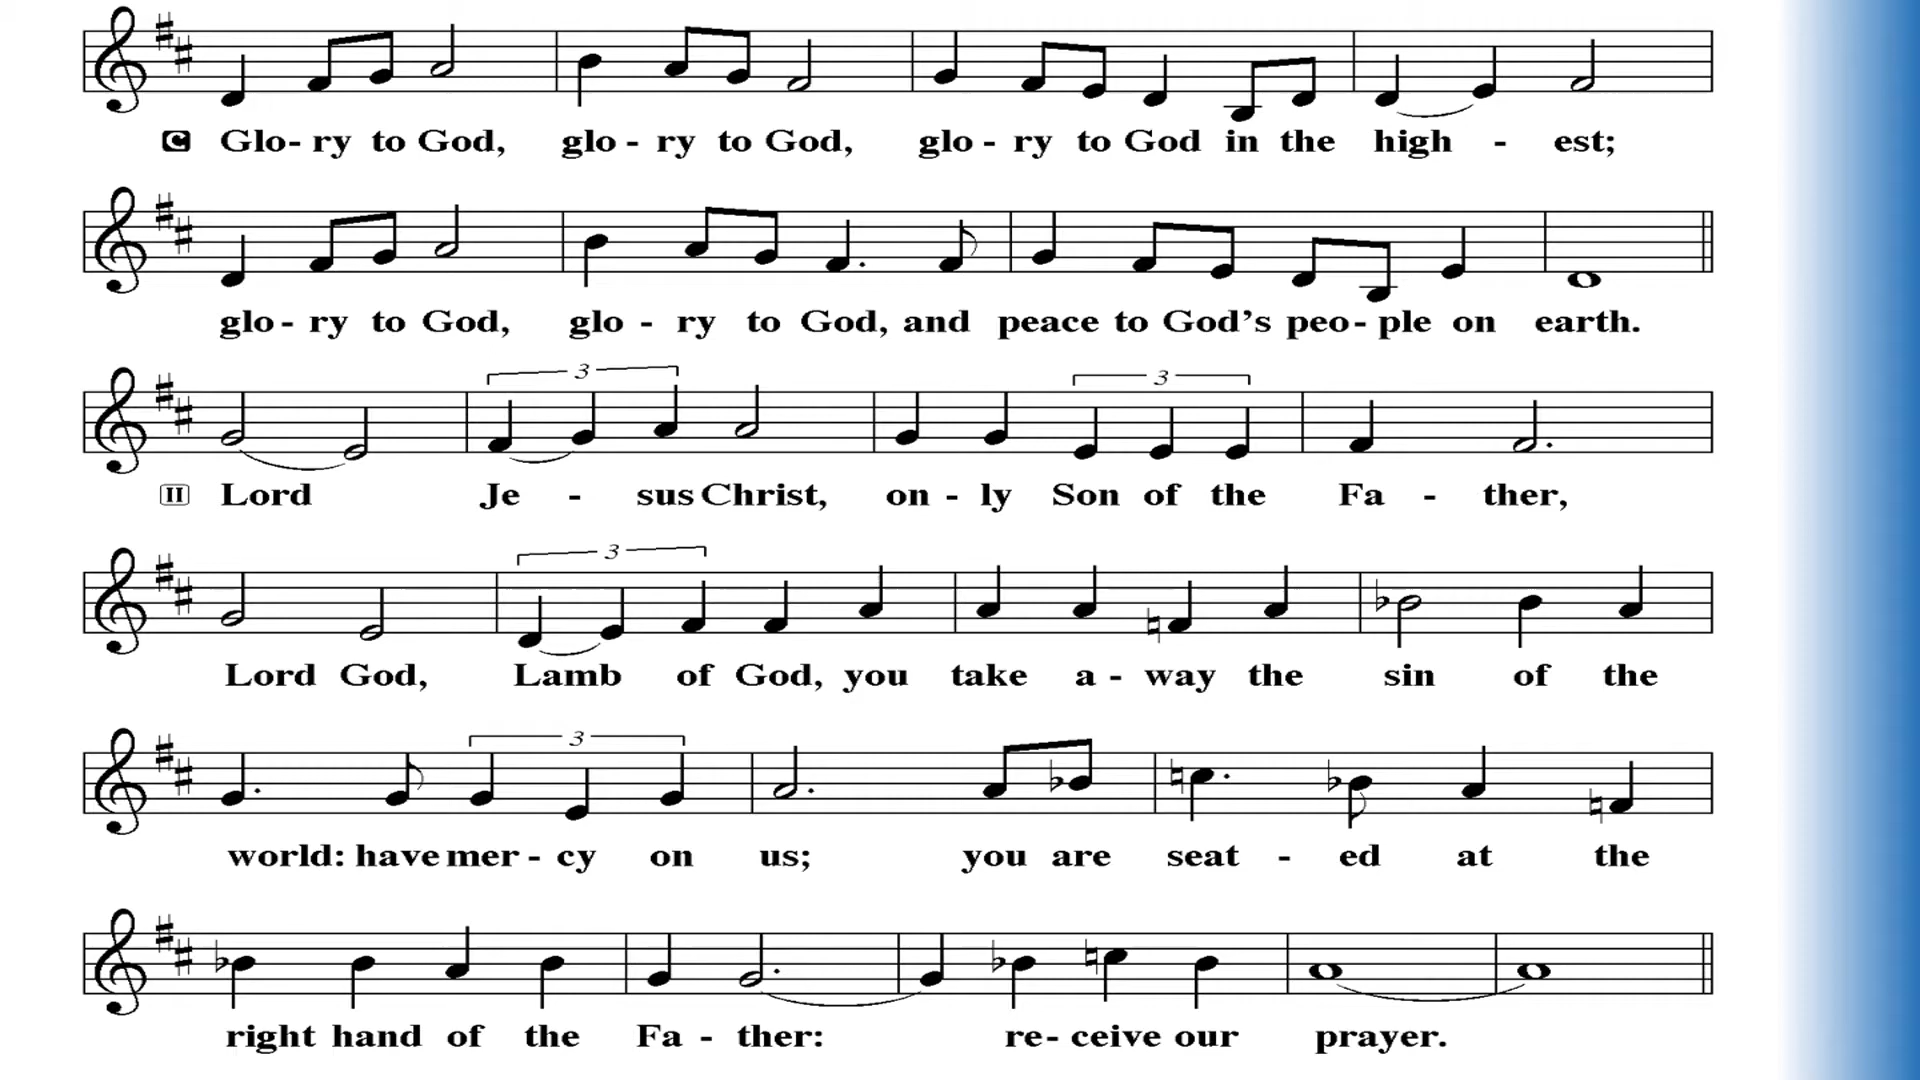 C Glo- ry to God, glo - ry to God, glo - ry to God in the high - est;
glo - ry to God, glo - ry to God, and peace to God's peo - ple on earth.
3 3
II Lord Je - sus Christ, on - ly Son of the Fa - ther,
3
Lord God, Lamb of God, you take a - way the sin of the
3
world: have mer - cy on us; you are seat - ed at the
right hand of the Fa - ther: re- ceive our prayer.